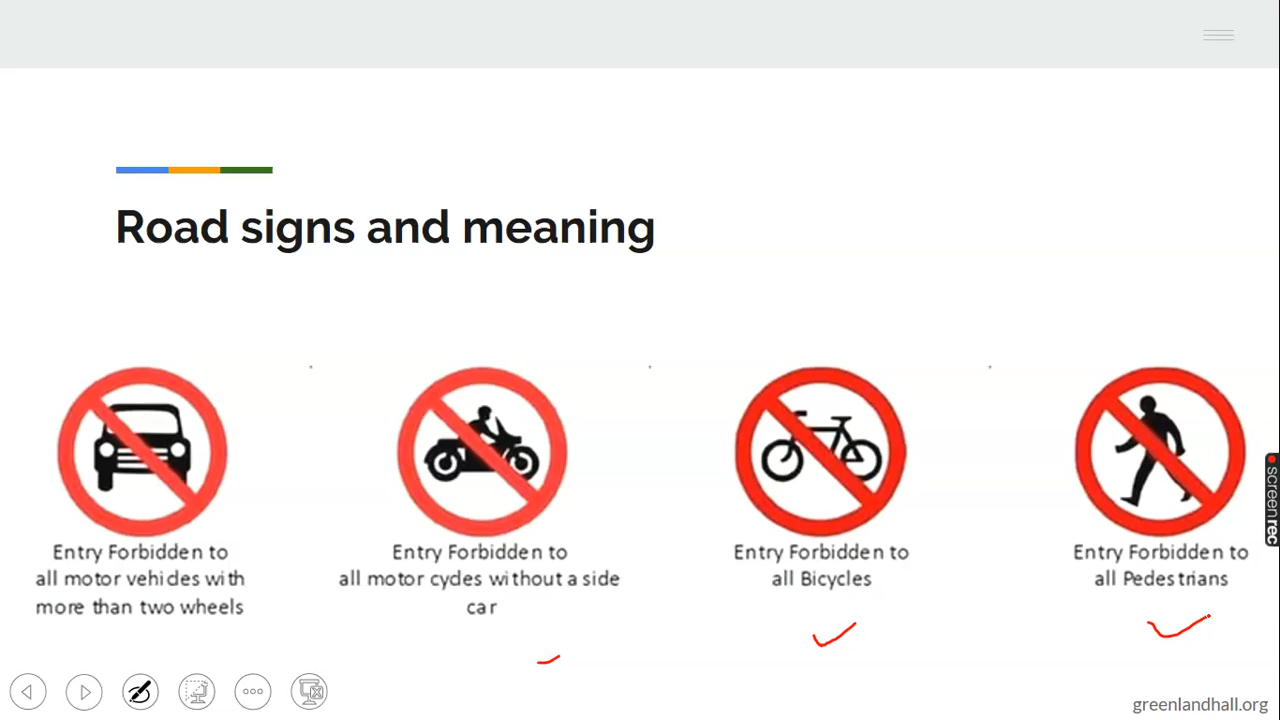 Road signs and meaning
Entry Forbidden to
all motor vehicles with
more than two wheels
Entry Forbidden to
all motor cycles without a side
car
Entry Forbidden to
all Bicycles
Entry Forbidden to
all Pedestrians
screenrec
greenlandhall.org